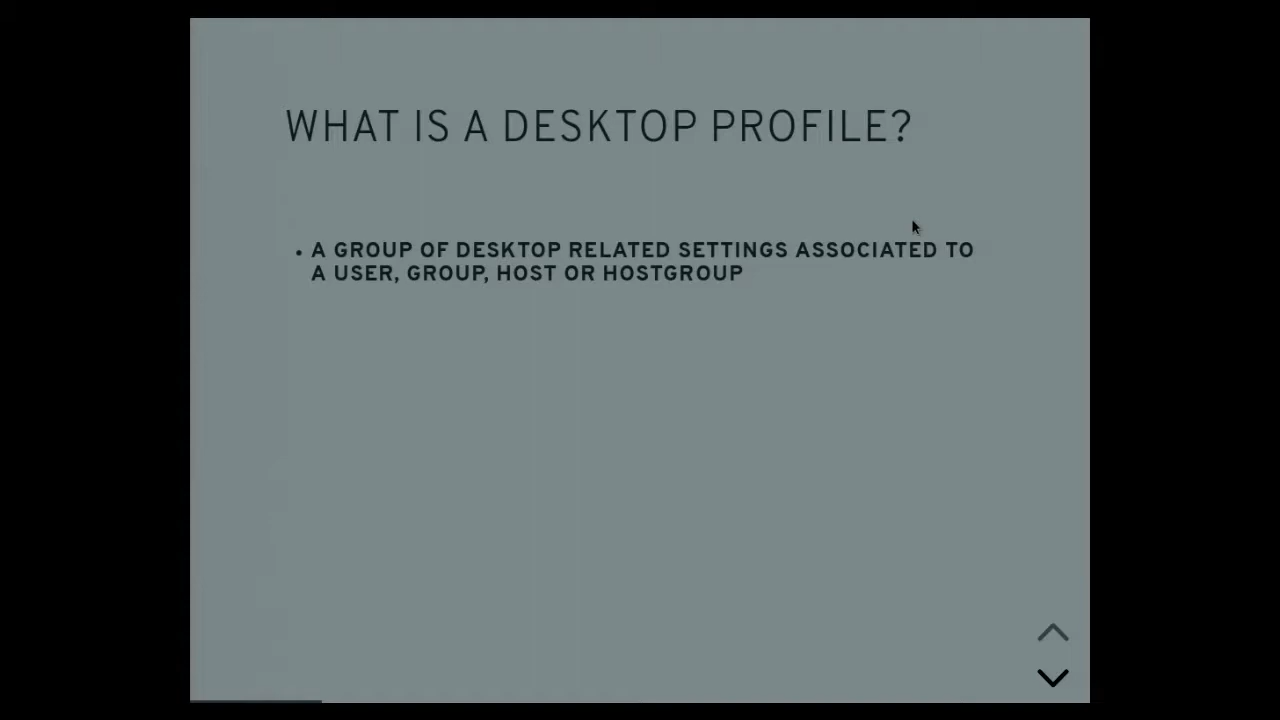 WHAT IS A DESKTOP PROFILE?
• A GROUP OF DESKTOP RELATED SETTINGS ASSOCIATED TO
A USER, GROUP, HOST OR HOSTGROUP